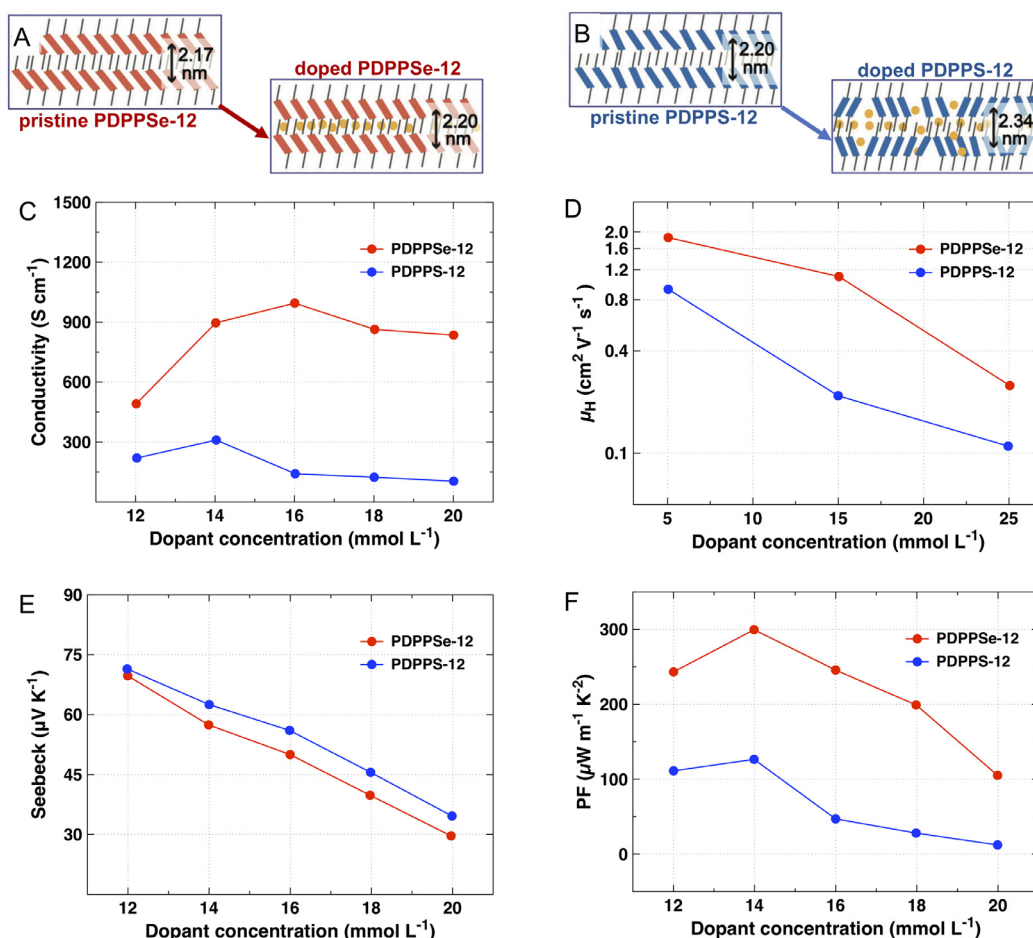 A
2.17
nm
pristine PDPPSe-12
doped PDPPSe-12
2.20
nm
B
2.20
nm
pristine PDPPS-12
doped PDPPS-12
2.34
nm
C
1500
1200
900
600
300
Conductivity (S cm⁻¹)
PDPPSe-12
PDPPS-12
12 14 16 18 20
Dopant concentration (mmol L⁻¹)
D
2.0
1.6
1.2
0.8
0.4
0.1
μH (cm² V⁻¹ s⁻¹)
PDPPSe-12
PDPPS-12
5 10 15 20 25
Dopant concentration (mmol L⁻¹)
E
90
75
60
45
30
Seebeck (μV K⁻¹)
PDPPSe-12
PDPPS-12
12 14 16 18 20
Dopant concentration (mmol L⁻¹)
F
300
200
100
0
PF (μW m⁻¹ K⁻²)
PDPPSe-12
PDPPS-12
12 14 16 18 20
Dopant concentration (mmol L⁻¹)